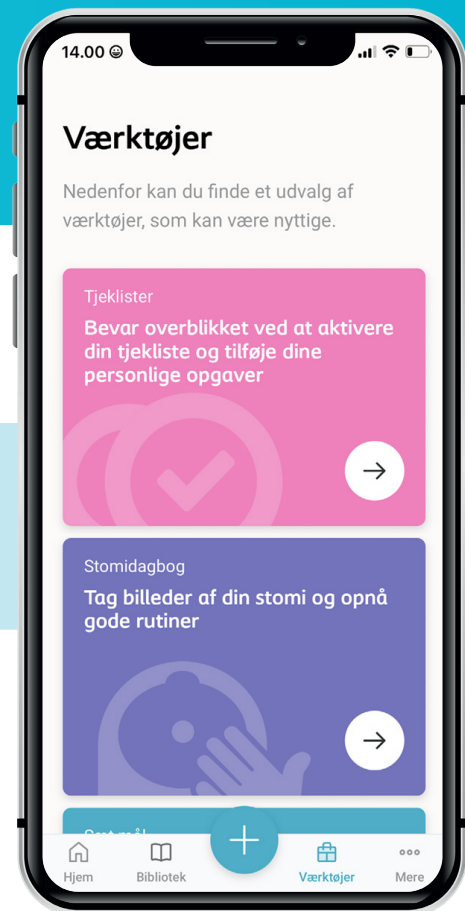 14.00
Værktøjer
Nedenfor kan du finde et udvalg af
værktøjer, som kan være nyttige.
Tjeklister
Bevar overblikket ved at aktivere
din tjekliste og tilføje dine
personlige opgaver
Stomidagbog
Tag billeder af din stomi og opnå
gode rutiner
Hjem
Bibliotek
Værktøjer
Mere